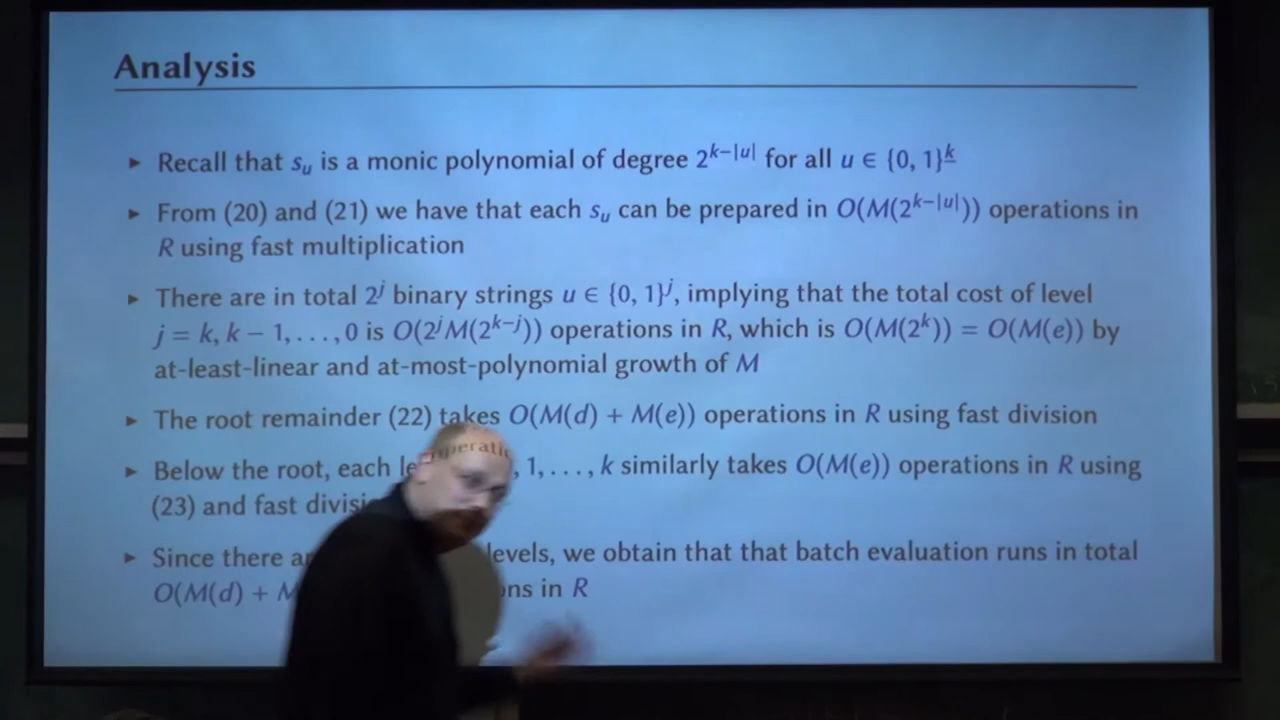 Analysis
▸ Recall that s_u is a monic polynomial of degree 2^{k−|u|} for all u ∈ {0, 1}^{\underline{k}}
▸ From (20) and (21) we have that each s_u can be prepared in O(M(2^{k−|u|})) operations in
R using fast multiplication
▸ There are in total 2^j binary strings u ∈ {0, 1}^j, implying that the total cost of level
j = k, k − 1, . . . , 0 is O(2^j M(2^{k−j})) operations in R, which is O(M(2^k)) = O(M(e)) by
at-least-linear and at-most-polynomial growth of M
▸ The root remainder (22) takes O(M(d) + M(e)) operations in R using fast division
▸ Below the root, each , 1, . . . , k similarly takes O(M(e)) operations in R using
(23) and fast
▸ Since there levels, we obtain that that batch evaluation runs in total
O(M(d) + in R